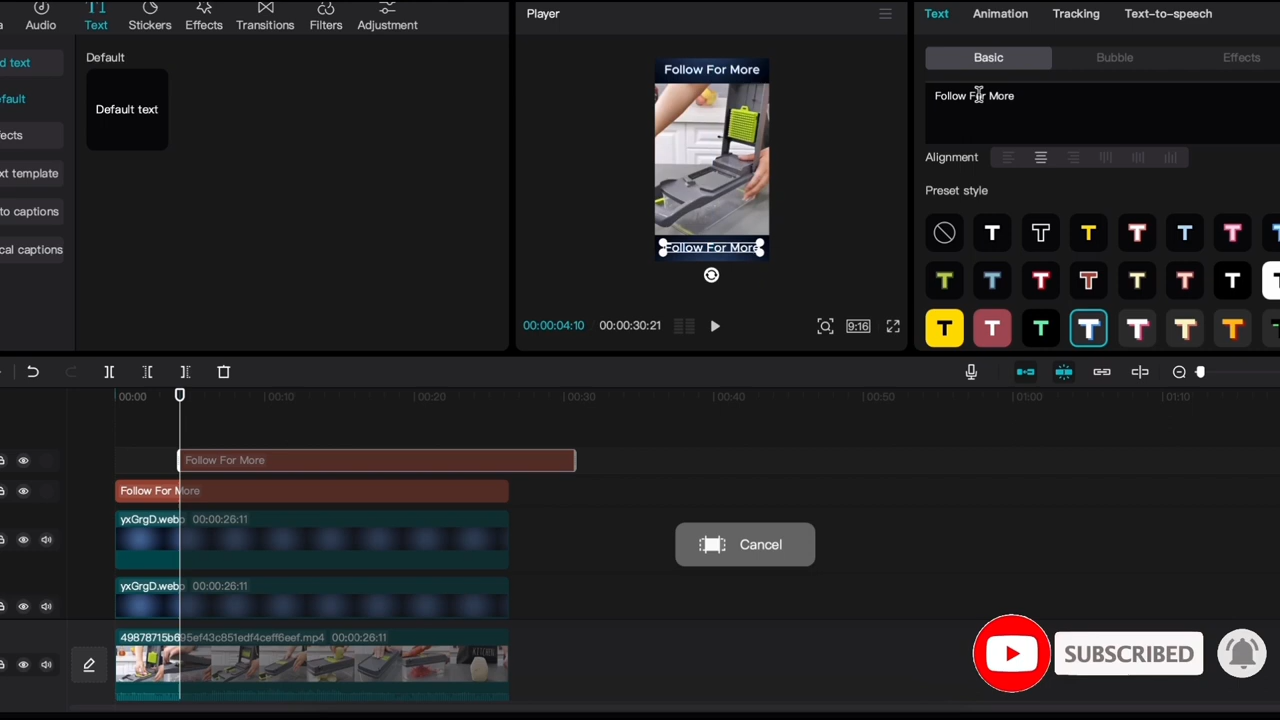 Audio
Text
Stickers
Effects
Transitions
Filters
Adjustment
d text
efault
fects
xt template
to captions
cal captions
Default
Default text
Player
Follow For More
Follow For More
00:00:04:10
00:00:30:21
9:16
Text
Animation
Tracking
Text-to-speech
Basic
Bubble
Effects
Follow For More
Alignment
Preset style
T T T T T T T
T T T T T T T T
T T T T T T T
00:00
00:10
00:20
00:30
00:40
00:50
01:00
01:10
Follow For More
Follow For More
yxGrgD.webp 00:00:26:11
yxGrgD.webp 00:00:26:11
49878715b695ef43c851edf4ceff6eef.mp4 00:00:26:11
KITCHEN
Cancel
SUBSCRIBED